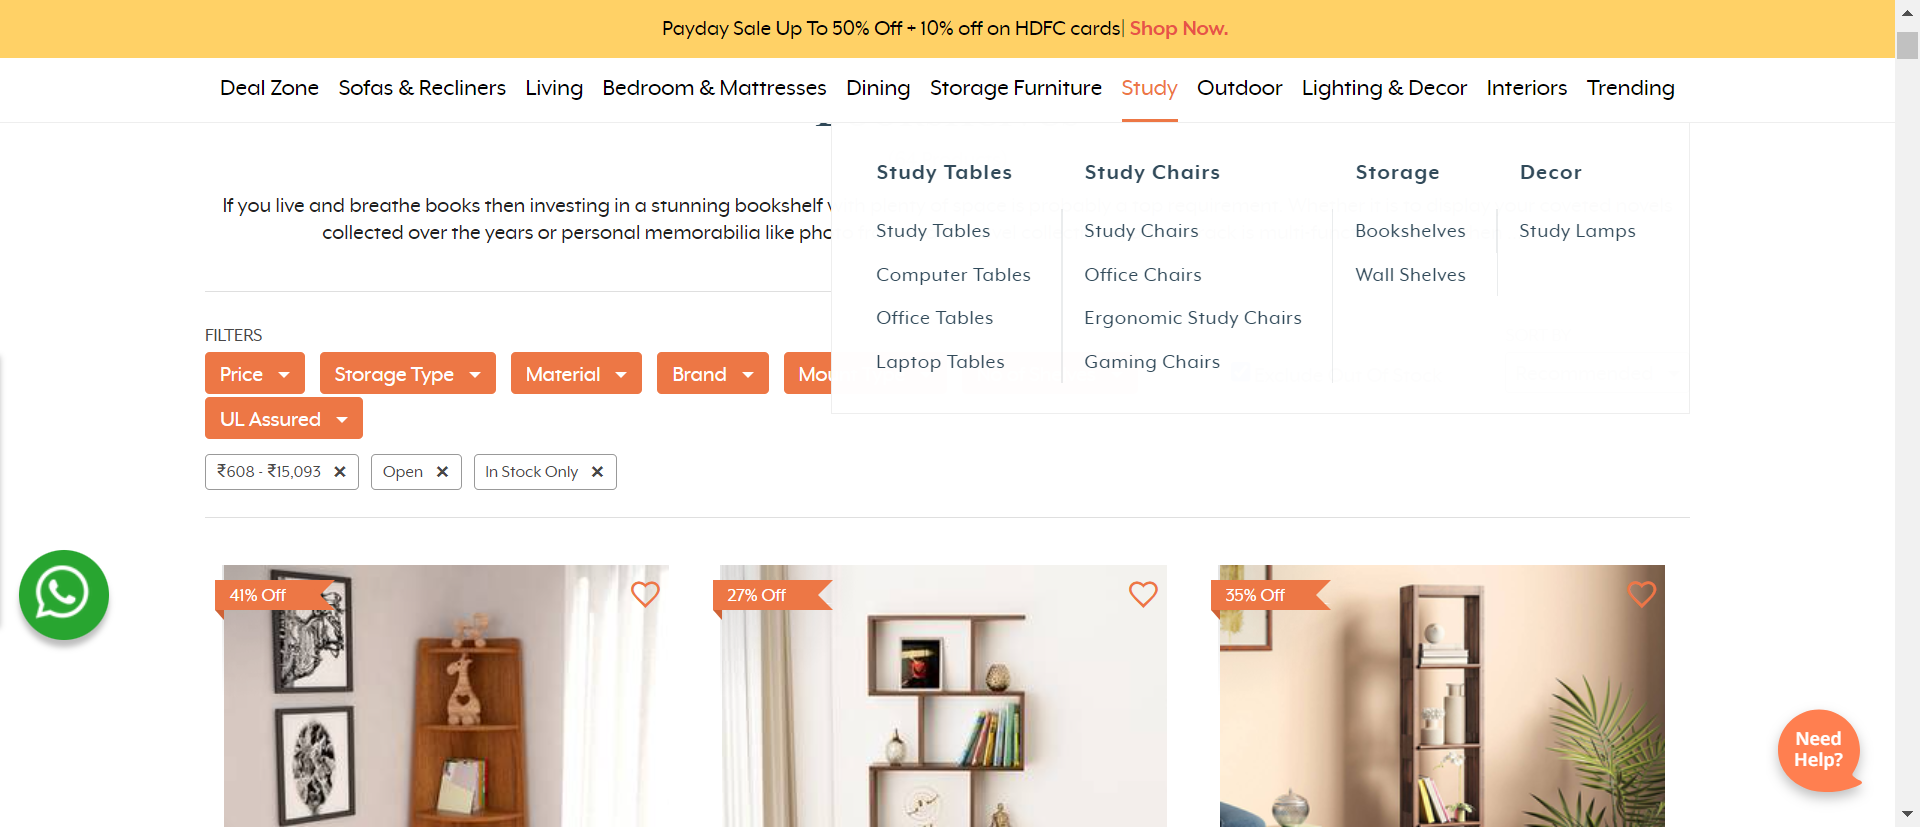 Payday Sale Up To 50% Off + 10% off on HDFC cards| Shop Now.
Deal Zone Sofas & Recliners Living Bedroom & Mattresses Dining Storage Furniture Study Outdoor Lighting & Decor Interiors Trending
Study Tables
Study Tables
Computer Tables
Office Tables
Laptop Tables
Study Chairs
Study Chairs
Office Chairs
Ergonomic Study Chairs
Gaming Chairs
Storage
Bookshelves
Wall Shelves
Decor
Study Lamps
If you live and breathe books then investing in a stunning bookshelf
collected over the years or personal memorabilia like
FILTERS
Price Storage Type Material Brand
UL Assured
₹608 - ₹15,093 Open In Stock Only
41% Off
27% Off
35% Off
Need
Help?